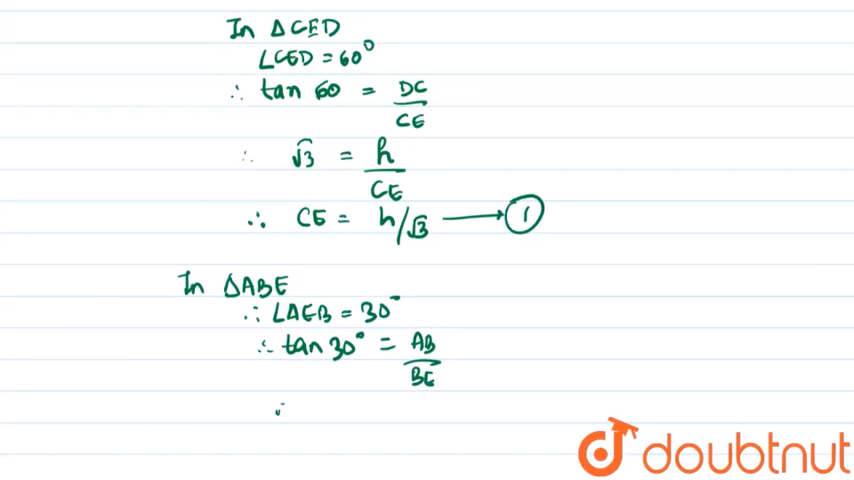 In ΔCED
∠CED = 60°
∴ tan 60 = DC/CE
∴ √3 = h/CE
∴ CE = h/√3 ⟶ ①
In ΔABE
∴ ∠AEB = 30°
∴ tan 30° = AB/BE
∴
doubtnut